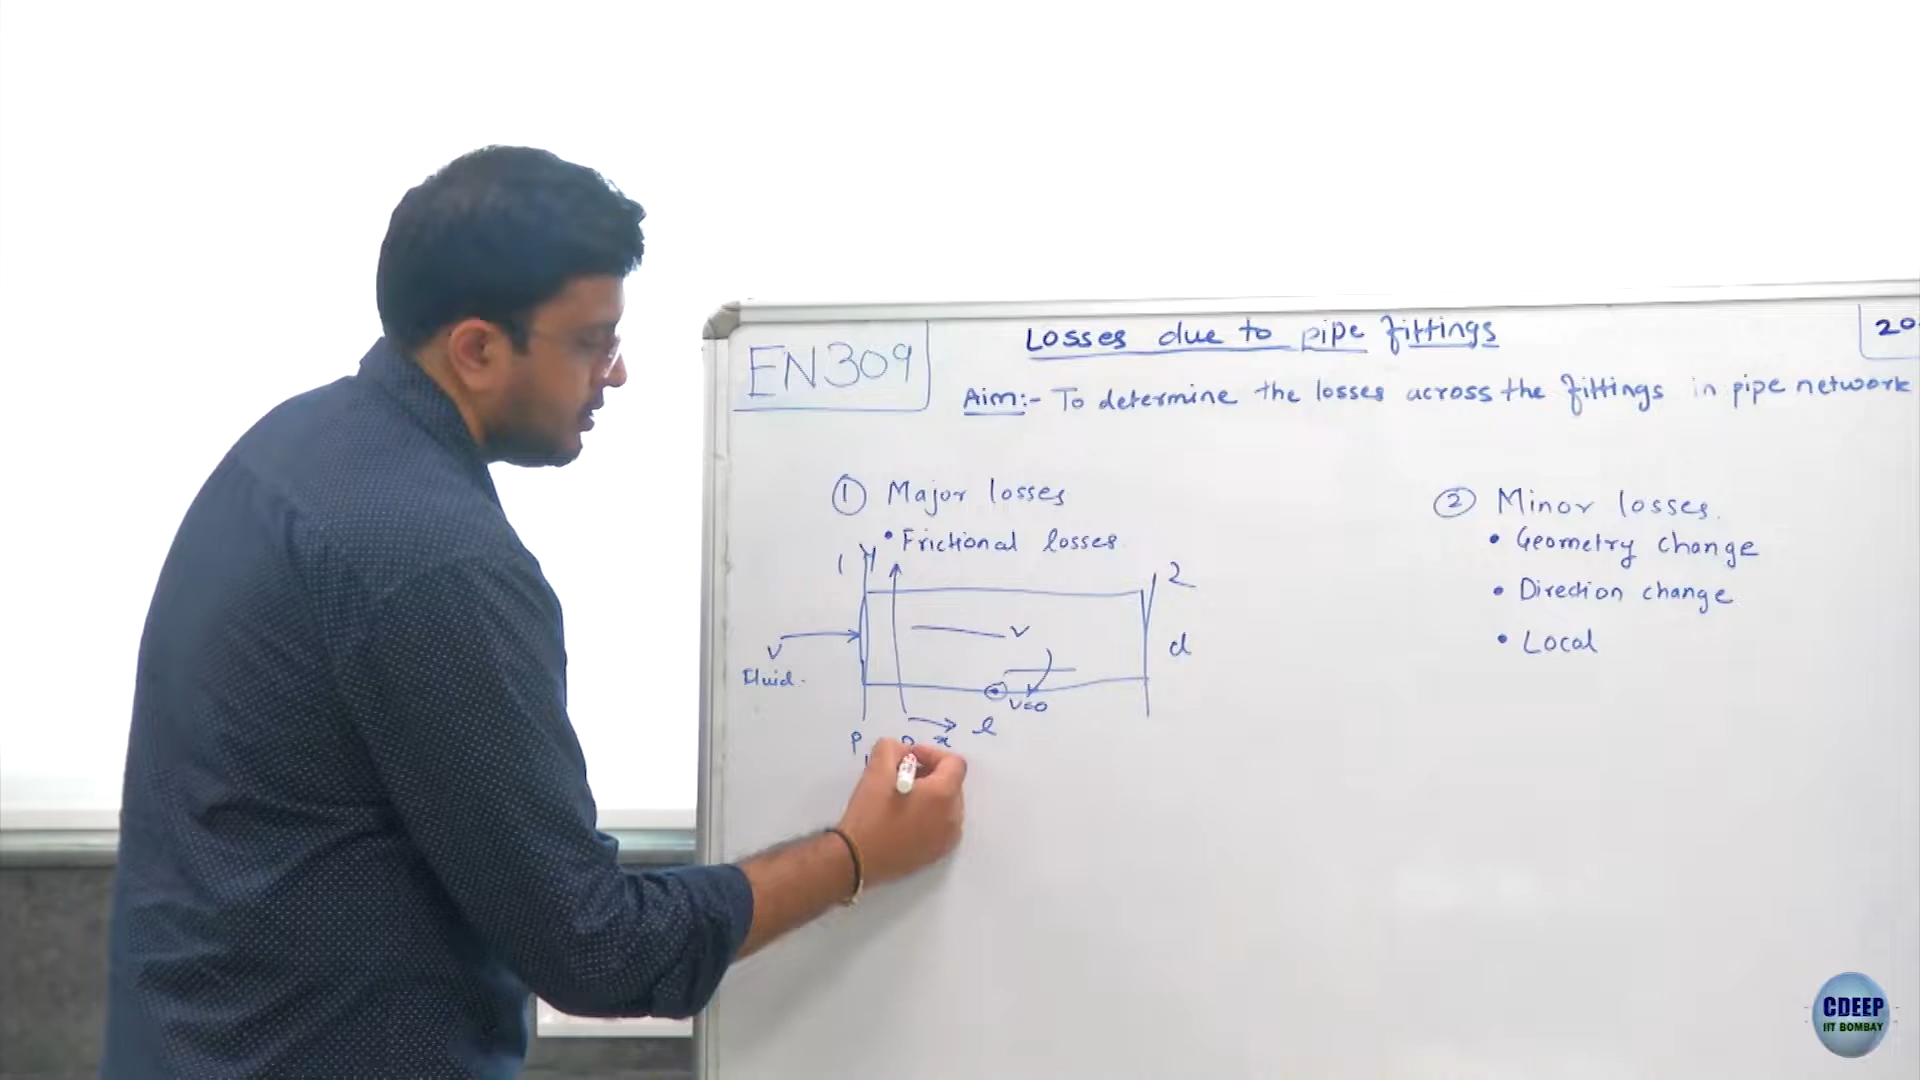 EN309
Losses due to pipe fittings
20
Aim:- To determine the losses across the fittings in pipe network
① Major losses
• Frictional losses
② Minor losses.
• Geometry change
• Direction change
• Local
1
2
V
Fluid.
V
d
V=0
l
x
P
CDEEP
IIT BOMBAY